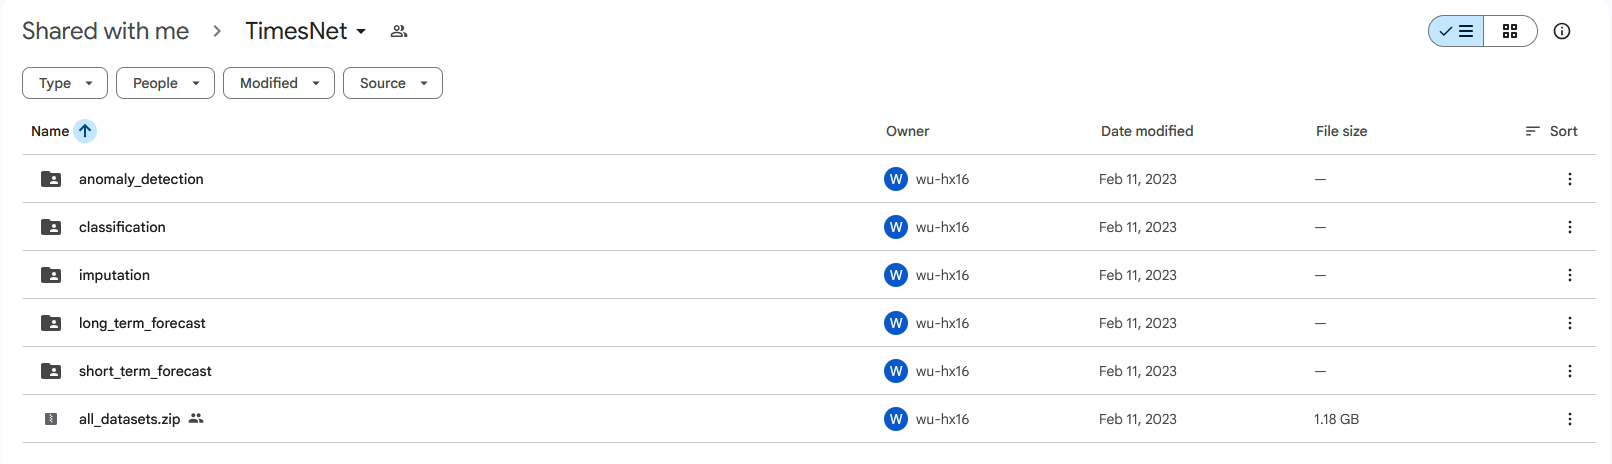 Shared with me > TimesNet
Type People Modified Source
Name Owner Date modified File size Sort
anomaly_detection W wu-hx16 Feb 11, 2023 —
classification W wu-hx16 Feb 11, 2023 —
imputation W wu-hx16 Feb 11, 2023 —
long_term_forecast W wu-hx16 Feb 11, 2023 —
short_term_forecast W wu-hx16 Feb 11, 2023 —
all_datasets.zip W wu-hx16 Feb 11, 2023 1.18 GB